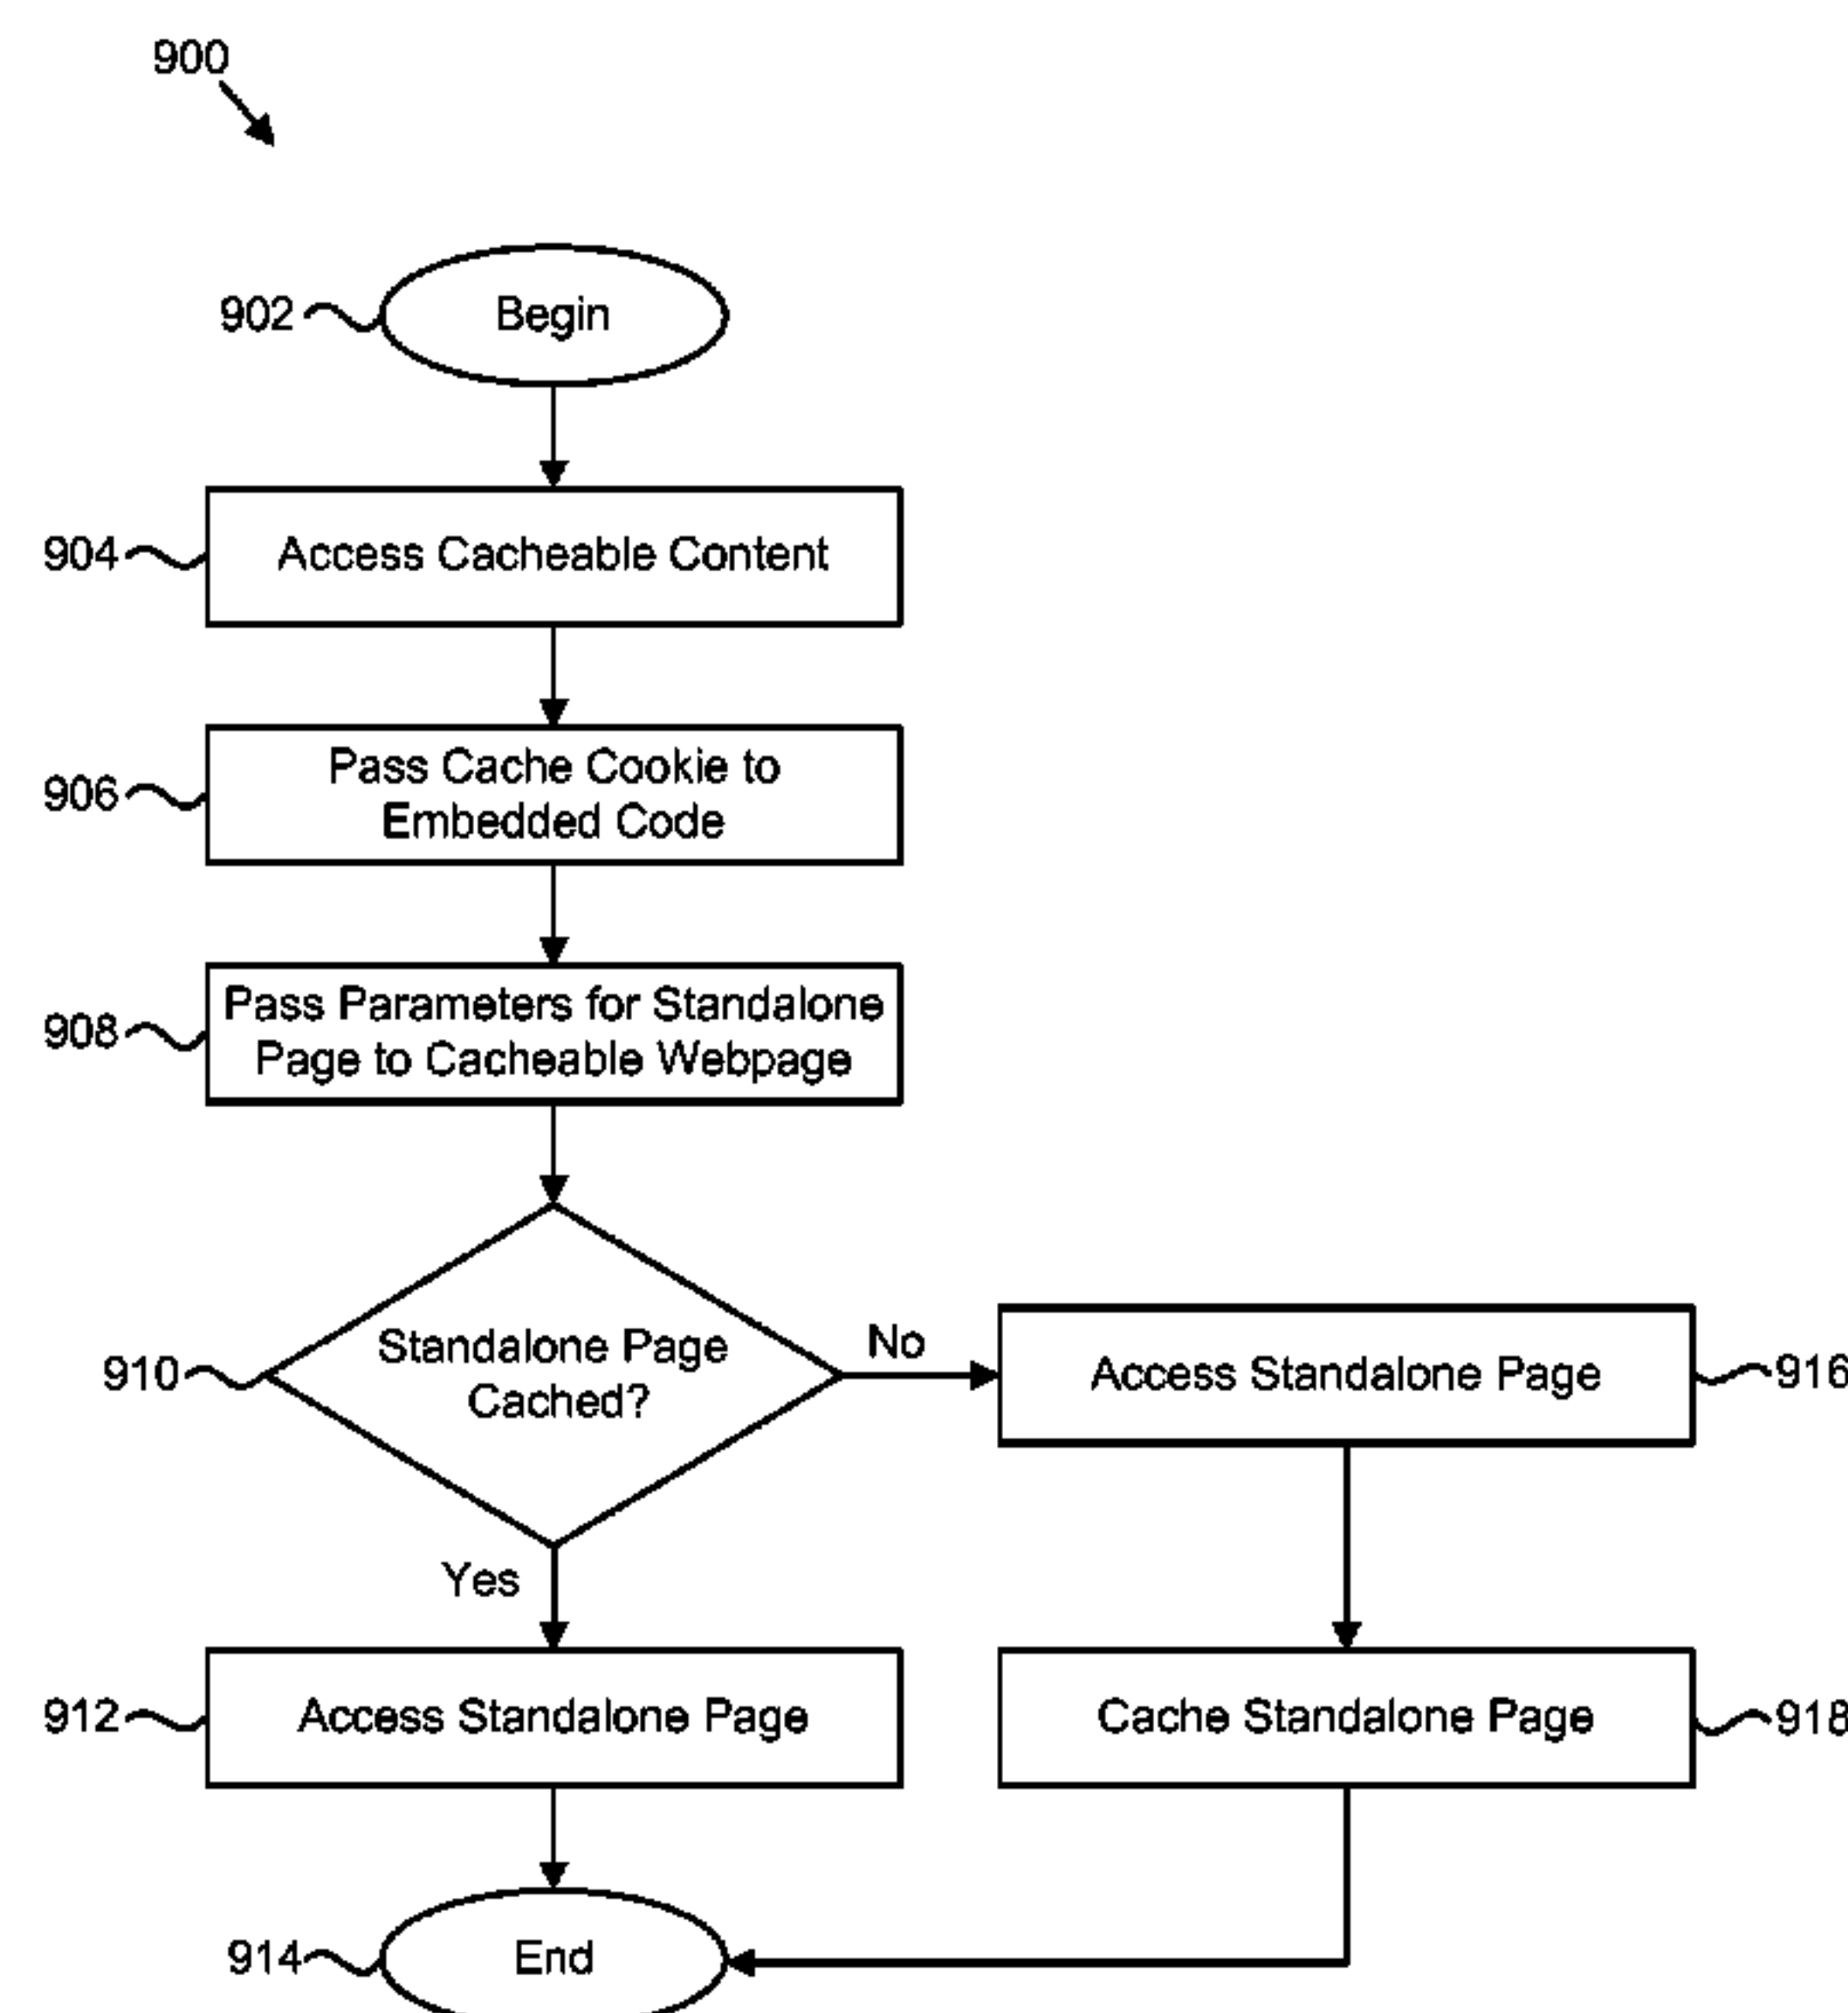 900
902
Begin
904
Access Cacheable Content
906
Pass Cache Cookie to
Embedded Code
908
Pass Parameters for Standalone
Page to Cacheable Webpage
910
Standalone Page
Cached?
No
Access Standalone Page
916
Yes
912
Access Standalone Page
Cache Standalone Page
918
914
End